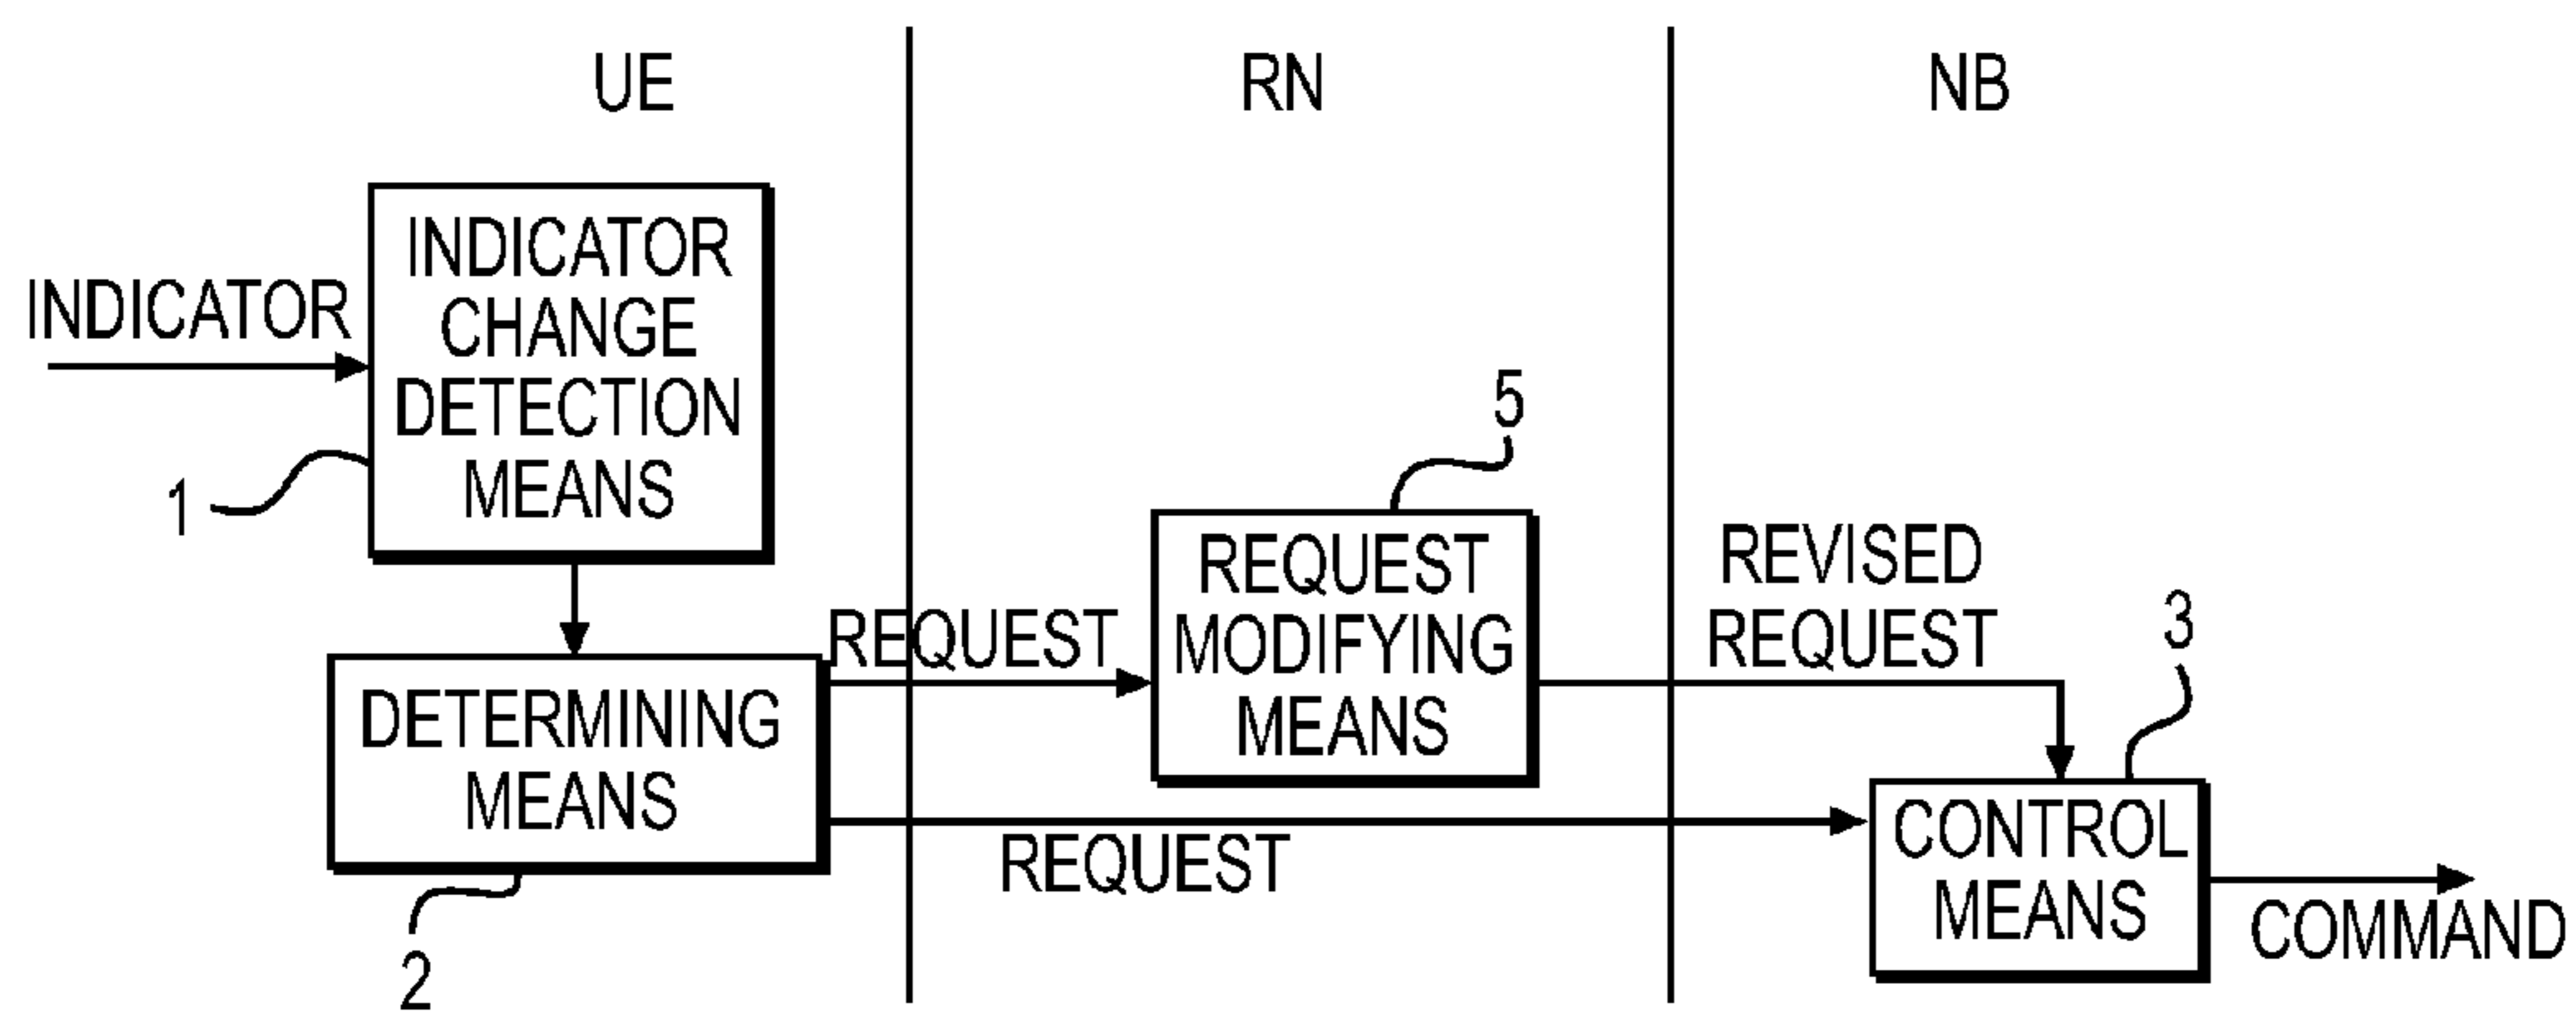 UE
RN
NB
INDICATOR
INDICATOR
CHANGE
DETECTION
MEANS
1
DETERMINING
MEANS
2
REQUEST
REQUEST
5
REQUEST
MODIFYING
MEANS
REVISED
REQUEST
3
CONTROL
MEANS
COMMAND